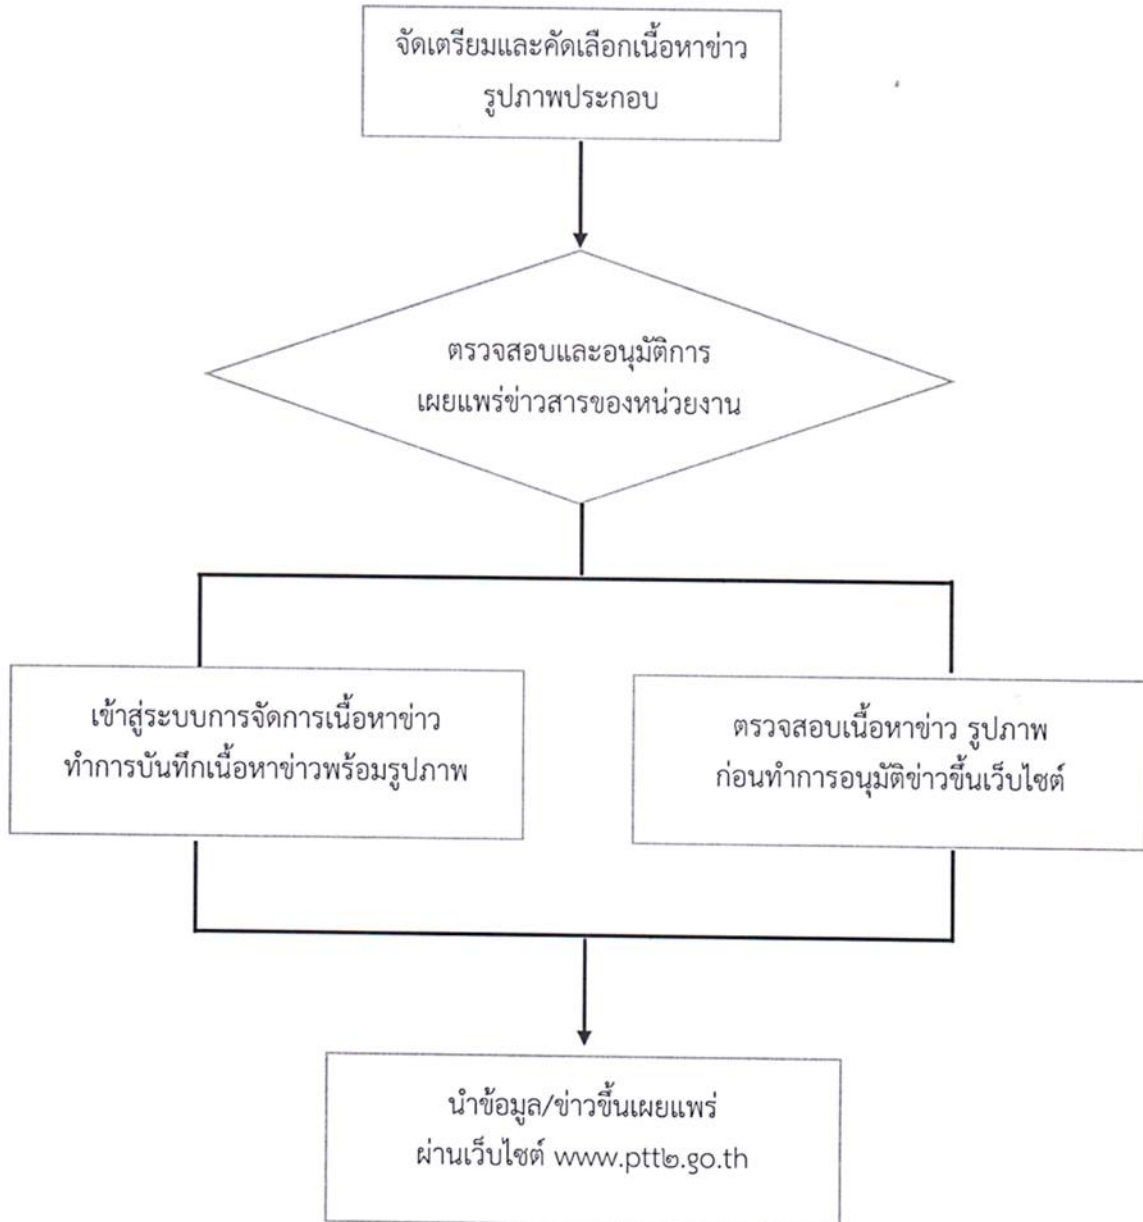 จัดเตรียมและคัดเลือกเนื้อหาข่าว
รูปภาพประกอบ
ตรวจสอบและอนุมัติการ
เผยแพร่ข่าวสารของหน่วยงาน
เข้าสู่ระบบการจัดการเนื้อหาข่าว
ทำการบันทึกเนื้อหาข่าวพร้อมรูปภาพ
ตรวจสอบเนื้อหาข่าว รูปภาพ
ก่อนทำการอนุมัติข่าวขึ้นเว็บไซต์
นำข้อมูล/ข่าวขึ้นเผยแพร่
ผ่านเว็บไซต์ www.ptt๒.go.th